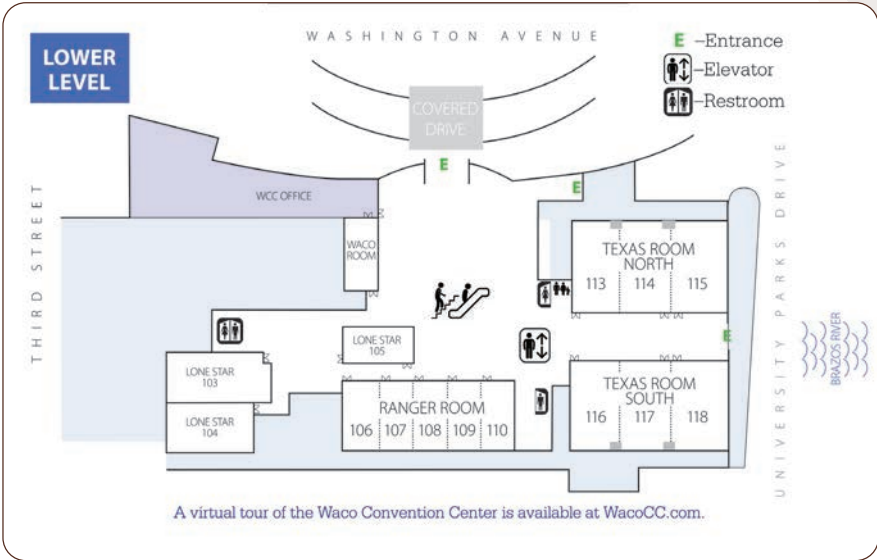 LOWER
LEVEL
WASHINGTON AVENUE
E –Entrance
–Elevator
–Restroom
COVERED
DRIVE
E
E
THIRD STREET
WCC OFFICE
WACO
ROOM
TEXAS ROOM
NORTH
113 114 115
UNIVERSITY PARKS DRIVE
BRAZOS RIVER
E
LONE STAR
105
LONE STAR
103
LONE STAR
104
RANGER ROOM
106 107 108 109 110
TEXAS ROOM
SOUTH
116 117 118
A virtual tour of the Waco Convention Center is available at WacoCC.com.